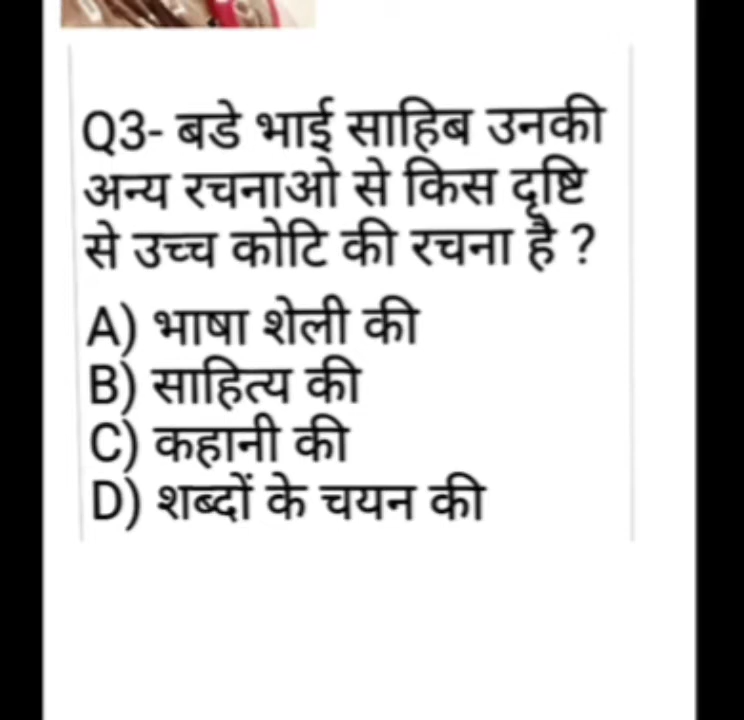 Q3- बडे भाई साहिब उनकी
अन्य रचनाओ से किस दृष्टि
से उच्च कोटि की रचना है ?
A) भाषा शेली की
B) साहित्य की
C) कहानी की
D) शब्दों के चयन की